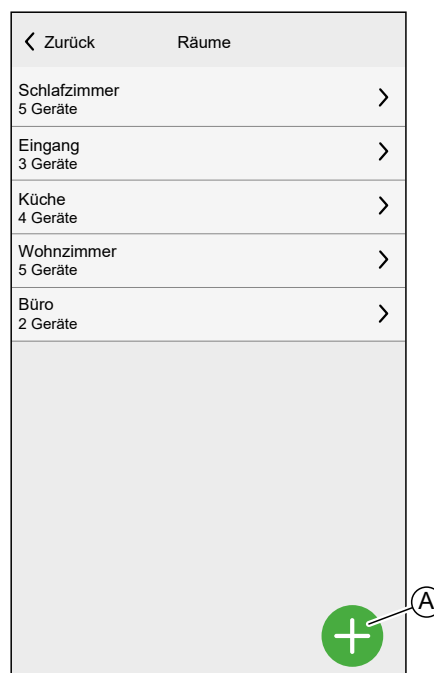 Zurück Räume
Schlafzimmer
5 Geräte
Eingang
3 Geräte
Küche
4 Geräte
Wohnzimmer
5 Geräte
Büro
2 Geräte
A